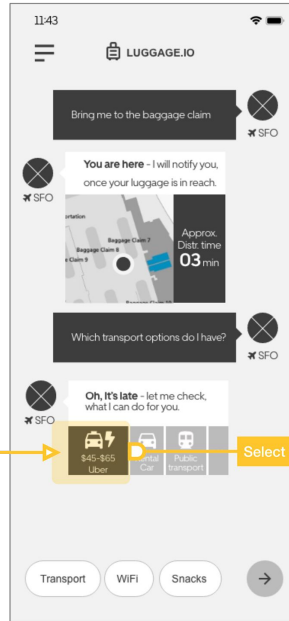 11:43
LUGGAGE.IO
Bring me to the baggage claim
SFO
You are here - I will notify you,
once your luggage is in reach.
SFO
Baggage Claim 7
Baggage Claim 8
Approx.
Distr. time
03 min
Which transport options do I have?
SFO
Oh, It's late - let me check,
what I can do for you.
SFO
$45-$65
Uber
Car
Public
transport
Select
Transport
WiFi
Snacks